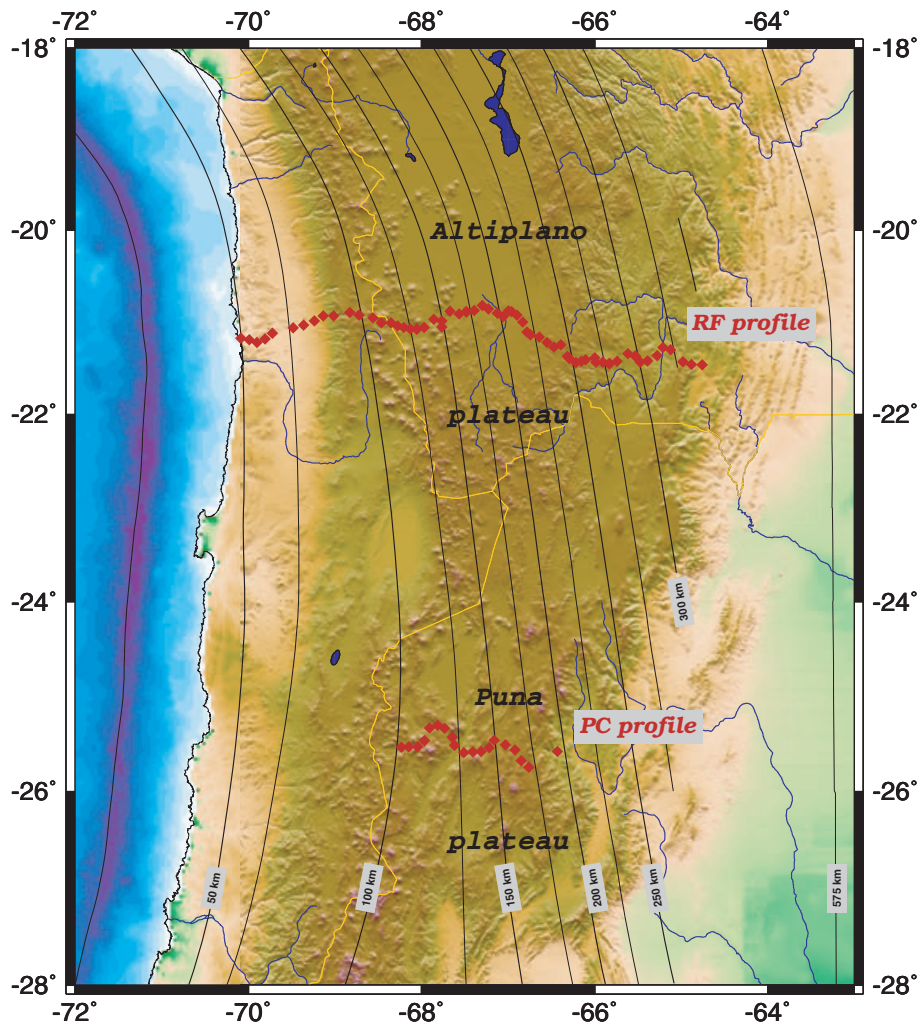 -72° -70° -68° -66° -64°
-18° -18°
-20° Altiplano -20°
RF profile
-22° plateau -22°
-24° 300 km -24°
Puna
PC profile
-26° -26°
plateau
50 km 100 km 150 km 200 km 250 km 575 km
-28° -28°
-72° -70° -68° -66° -64°